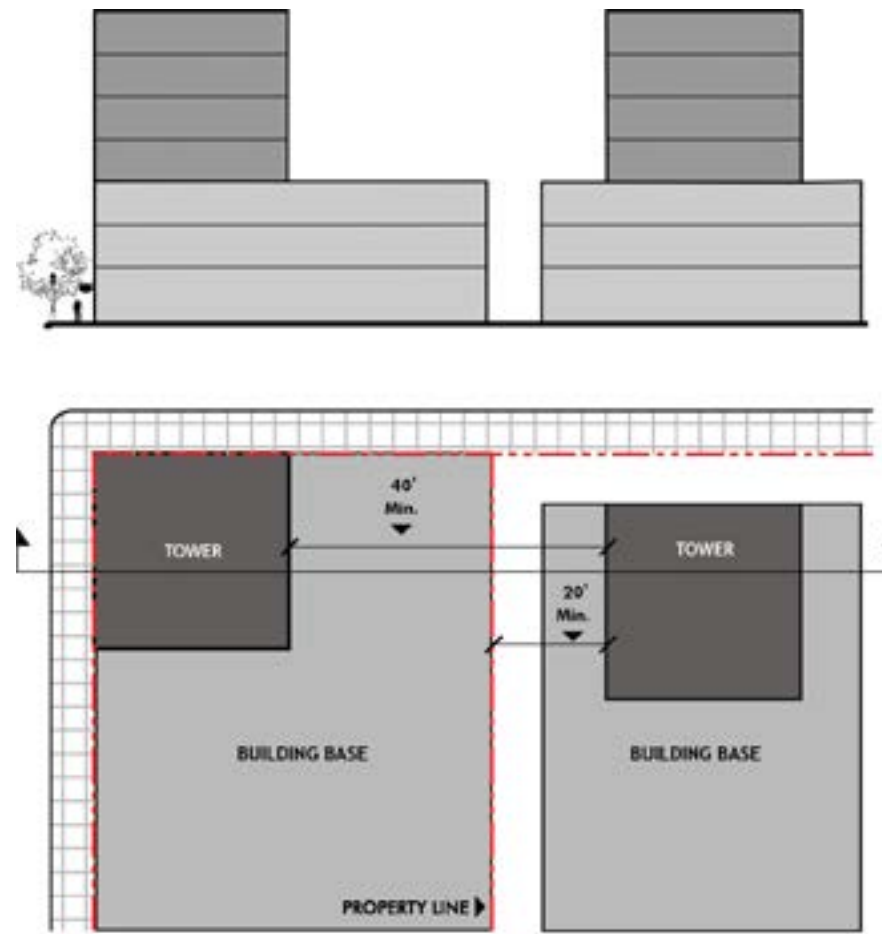 40'
Min.
TOWER
TOWER
20'
Min.
BUILDING BASE
BUILDING BASE
PROPERTY LINE